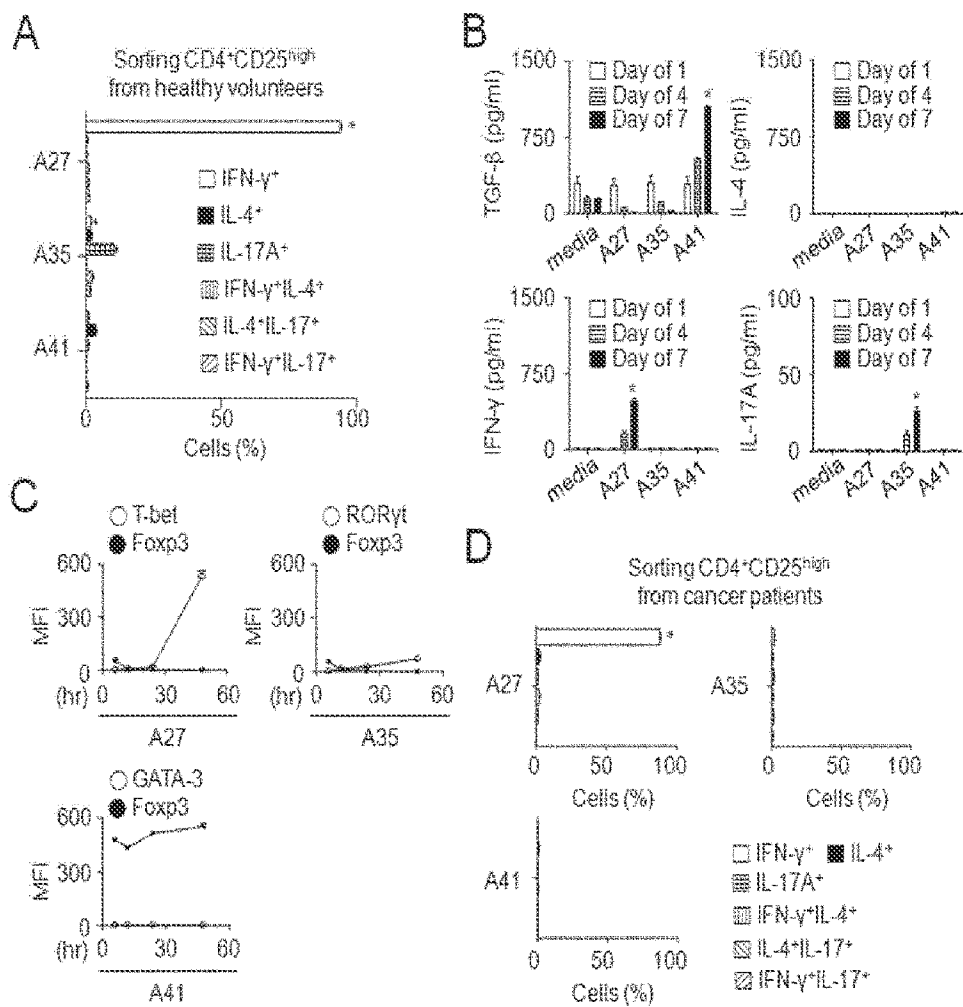 A
Sorting CD4⁺CD25ʰⁱᵍʰ
from healthy volunteers
A27
A35
A41
*
*
IFN-γ⁺
IL-4⁺
IL-17A⁺
IFN-γ⁺IL-4⁺
IL-4⁺IL-17⁺
IFN-γ⁺IL-17⁺
0 50 100
Cells (%)
B
TGF-β (pg/ml)
1500
750
0
Day of 1
Day of 4
Day of 7
*
media A27 A35 A41
IL-4 (pg/ml)
1500
750
0
Day of 1
Day of 4
Day of 7
media A27 A35 A41
IFN-γ (pg/ml)
1500
750
0
Day of 1
Day of 4
Day of 7
*
media A27 A35 A41
IL-17A (pg/ml)
100
50
0
Day of 1
Day of 4
Day of 7
*
media A27 A35 A41
C
T-bet
Foxp3
MFI
600
300
0
(hr) 0 30 60
A27
RORγt
Foxp3
MFI
600
300
0
0 30 60
A35
GATA-3
Foxp3
MFI
600
300
0
(hr) 0 30 60
A41
D
Sorting CD4⁺CD25ʰⁱᵍʰ
from cancer patients
A27
*
0 50 100
Cells (%)
A35
0 50 100
Cells (%)
A41
0 50 100
Cells (%)
IFN-γ⁺ IL-4⁺
IL-17A⁺
IFN-γ⁺IL-4⁺
IL-4⁺IL-17⁺
IFN-γ⁺IL-17⁺